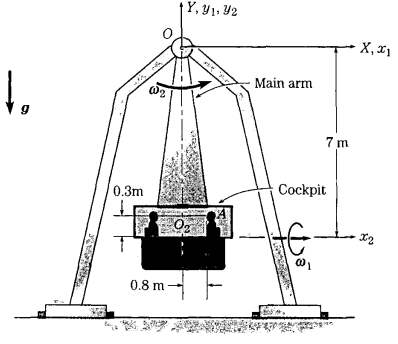 Y, y₁, y₂
O
X, x₁
ω₂
g
Main arm
7 m
0.3m
Cockpit
A
O₂
x₂
ω₁
0.8 m